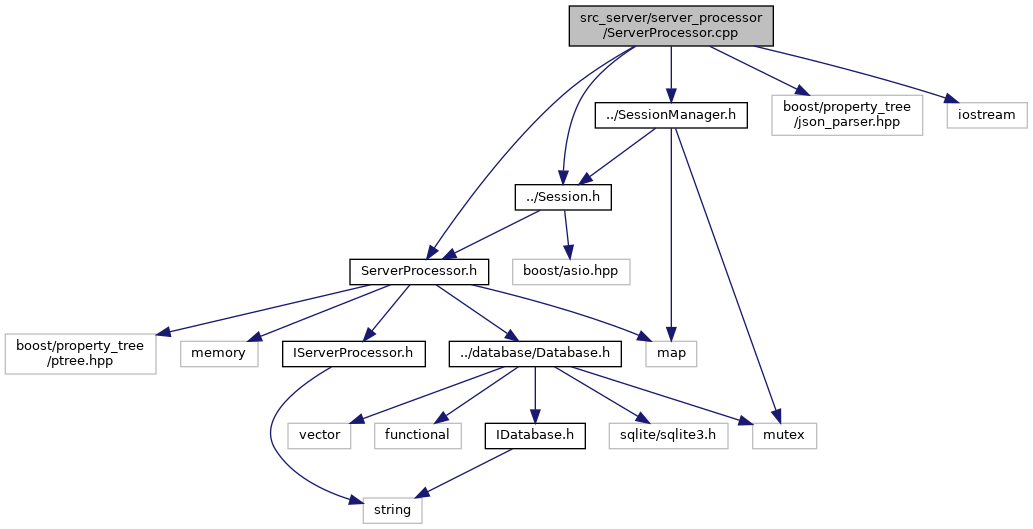 src_server/server_processor
/ServerProcessor.cpp
../SessionManager.h
boost/property_tree
/json_parser.hpp
iostream
../Session.h
ServerProcessor.h
boost/asio.hpp
boost/property_tree
/ptree.hpp
memory
IServerProcessor.h
../database/Database.h
map
vector
functional
IDatabase.h
sqlite/sqlite3.h
mutex
string